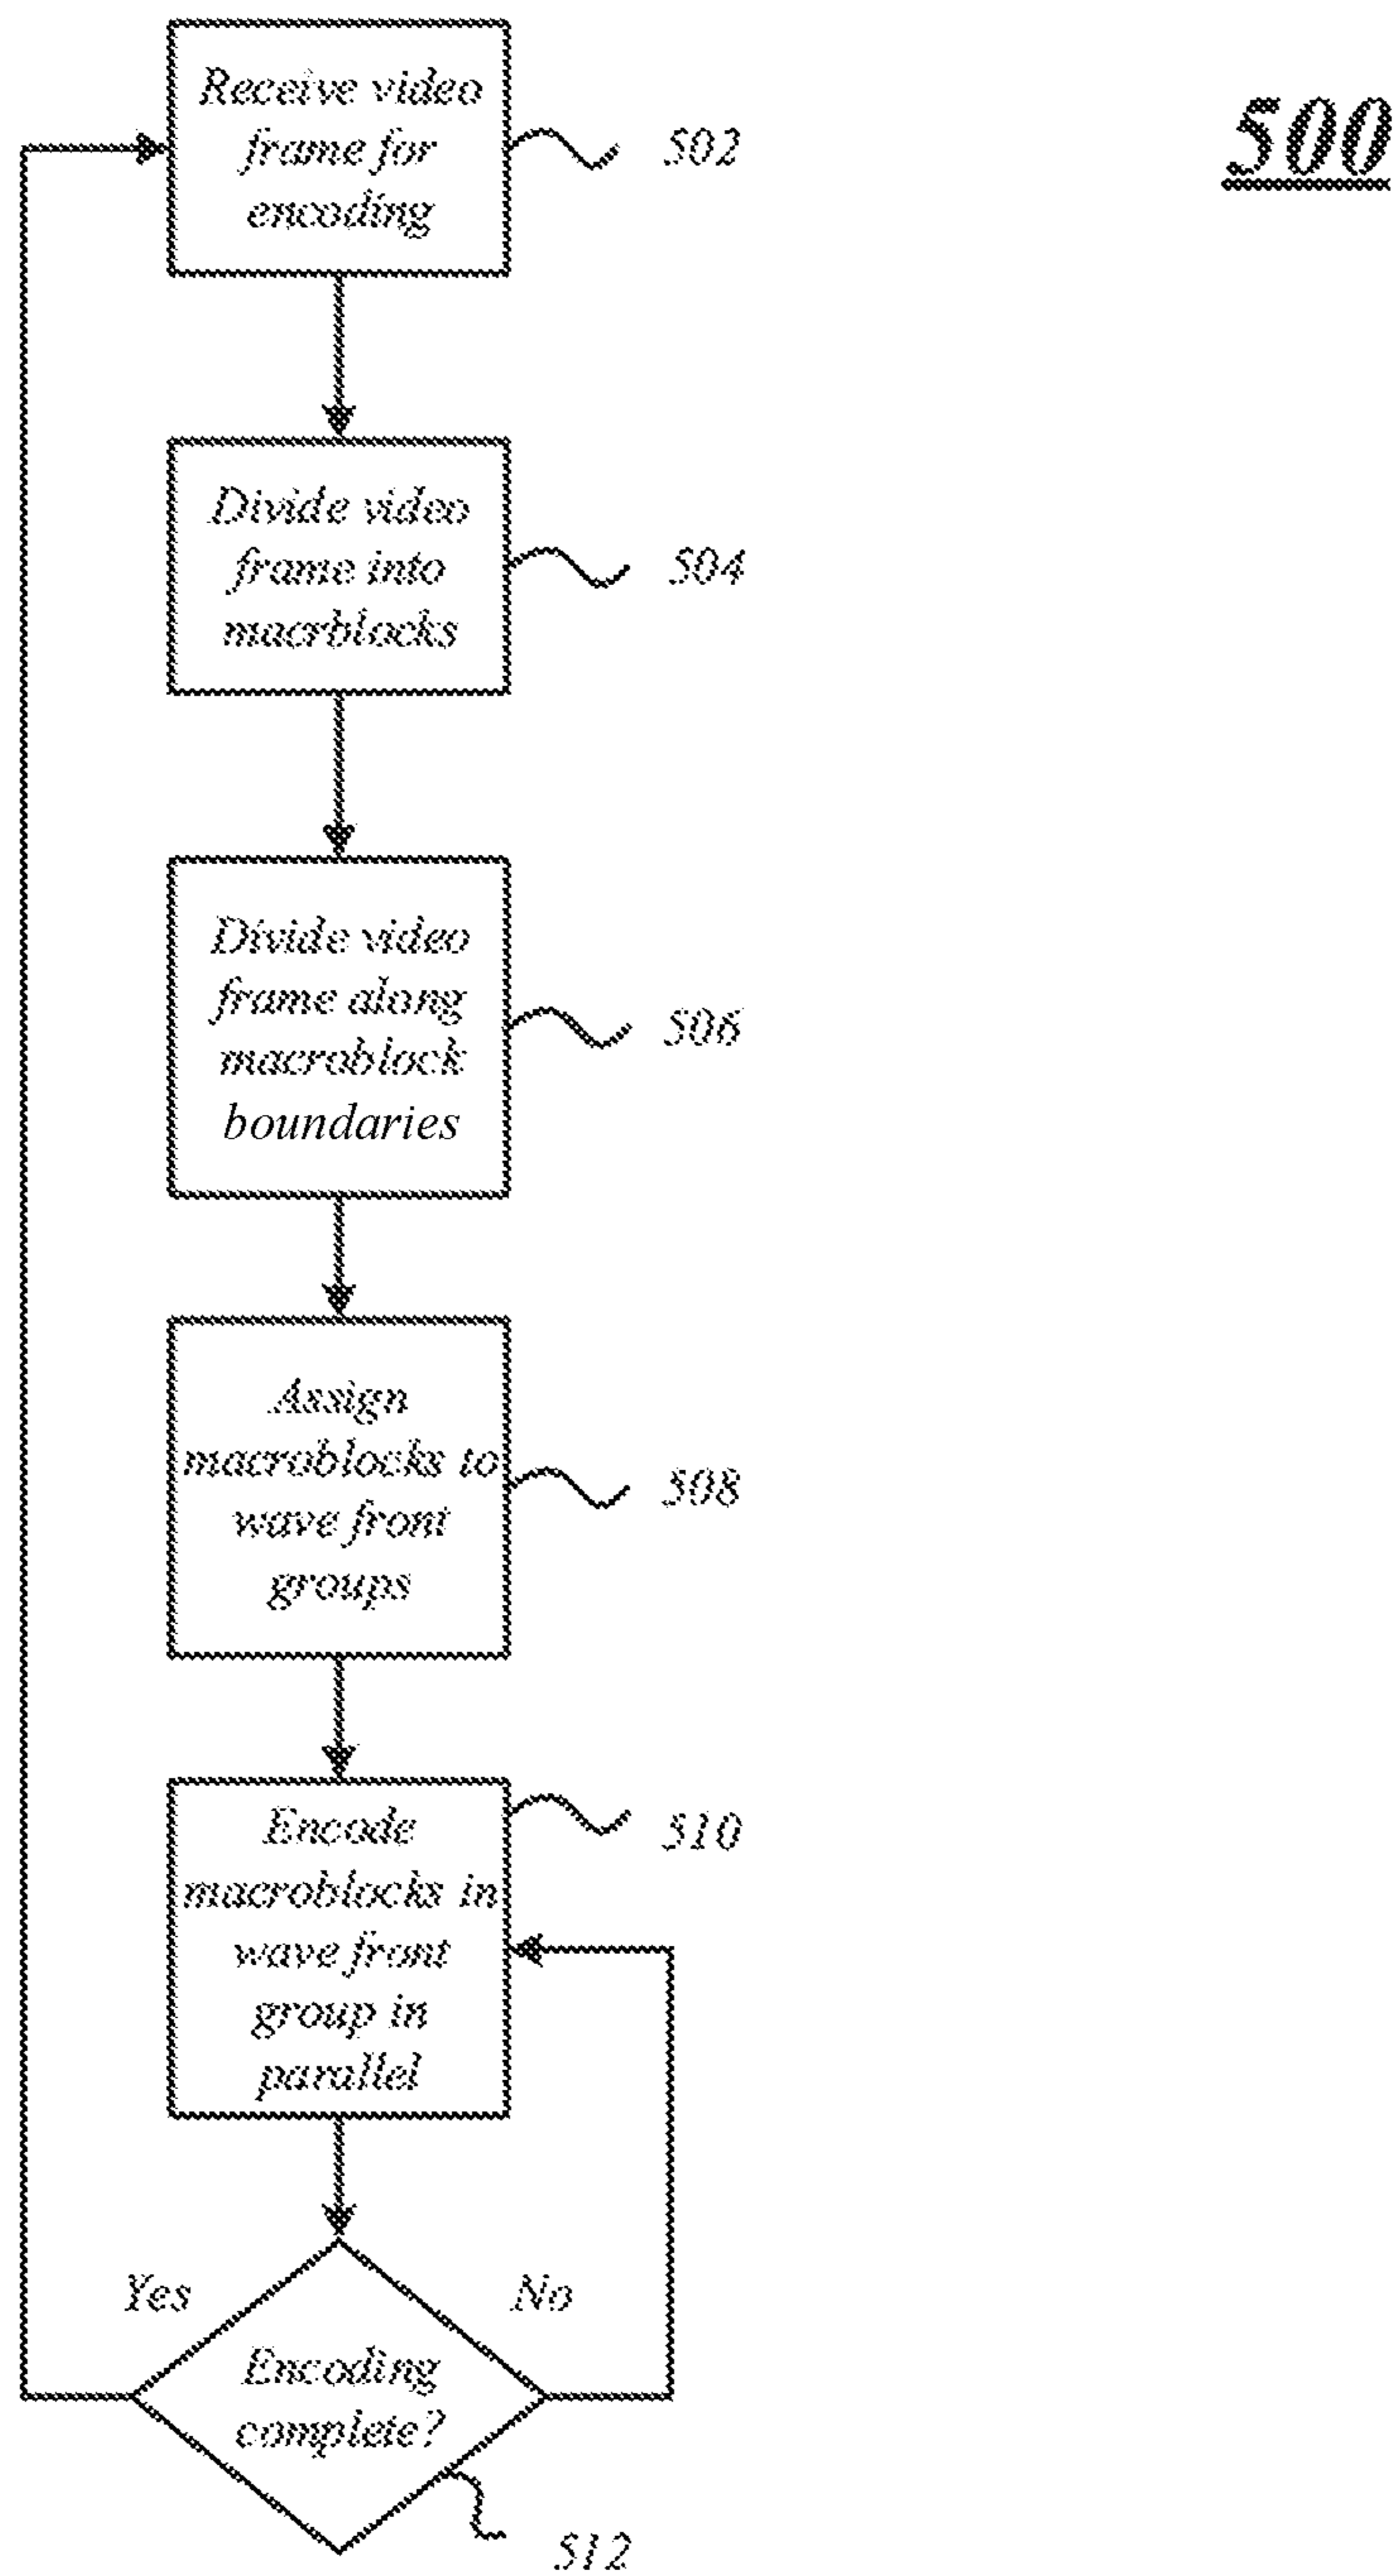 500
Receive video
frame for
encoding
502
Divide video
frame into
macrblocks
504
Divide video
frame along
macroblock
boundaries
506
Assign
macroblocks to
wave front
groups
508
Encode
macroblocks in
wave front
group in
parallel
510
Yes
No
Encoding
complete?
512